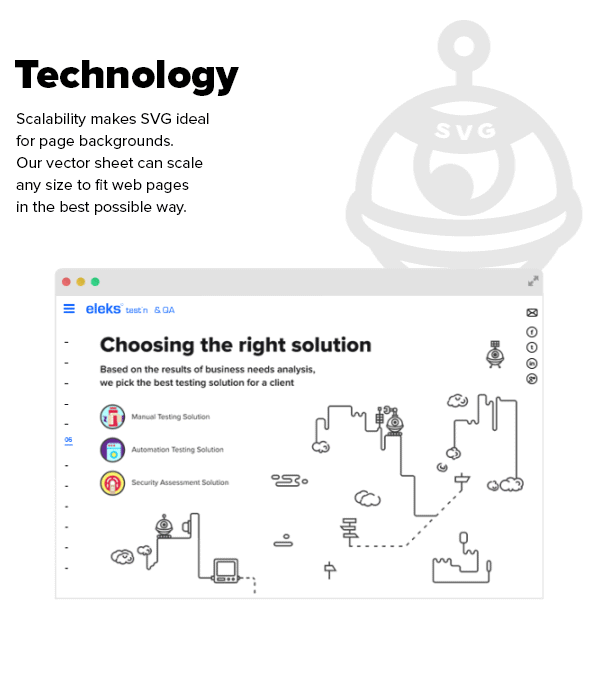 Technology
Scalability makes SVG ideal
for page backgrounds.
Our vector sheet can scale
any size to fit web pages
in the best possible way.
SVG
eleks test'n & QA
Choosing the right solution
Based on the results of business needs analysis,
we pick the best testing solution for a client
Manual Testing Solution
05
Automation Testing Solution
Security Assessment Solution
f
t
in
g+